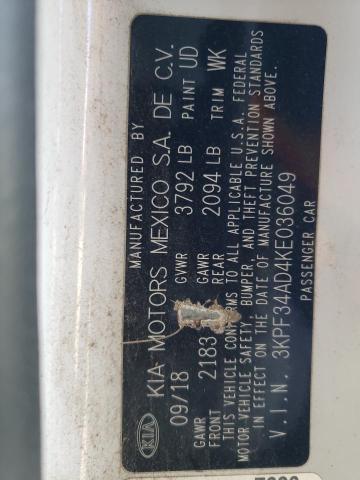 MANUFACTURED BY
KIA KIA MOTORS MEXICO S.A. DE C.V.
09/18 GVWR 3792 LB PAINT UD
GAWR FRONT 2183 GAWR REAR 2094 LB TRIM WK
THIS VEHICLE CONFORMS TO ALL APPLICABLE U.S.A. FEDERAL
MOTOR VEHICLE SAFETY, BUMPER, AND THEFT PREVENTION STANDARDS
IN EFFECT ON THE DATE OF MANUFACTURE SHOWN ABOVE.
V.I.N. 3KPF34AD4KE036049
PASSENGER CAR